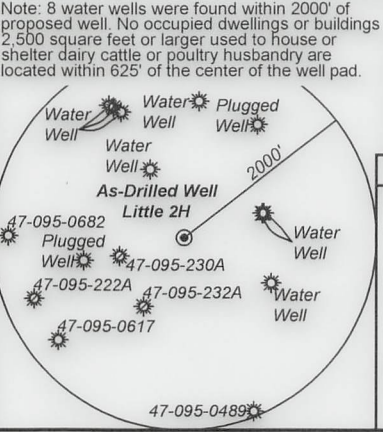 Note: 8 water wells were found within 2000' of
proposed well. No occupied dwellings or buildings
2,500 square feet or larger used to house or
shelter dairy cattle or poultry husbandry are
located within 625' of the center of the well pad.
Water
Well
Water
Well
Plugged
Well
Water
Well
As-Drilled Well
Little 2H
2000'
47-095-0682
Plugged
Well
Water
Well
47-095-230A
47-095-222A
47-095-232A
Water
Well
47-095-0617
47-095-0489